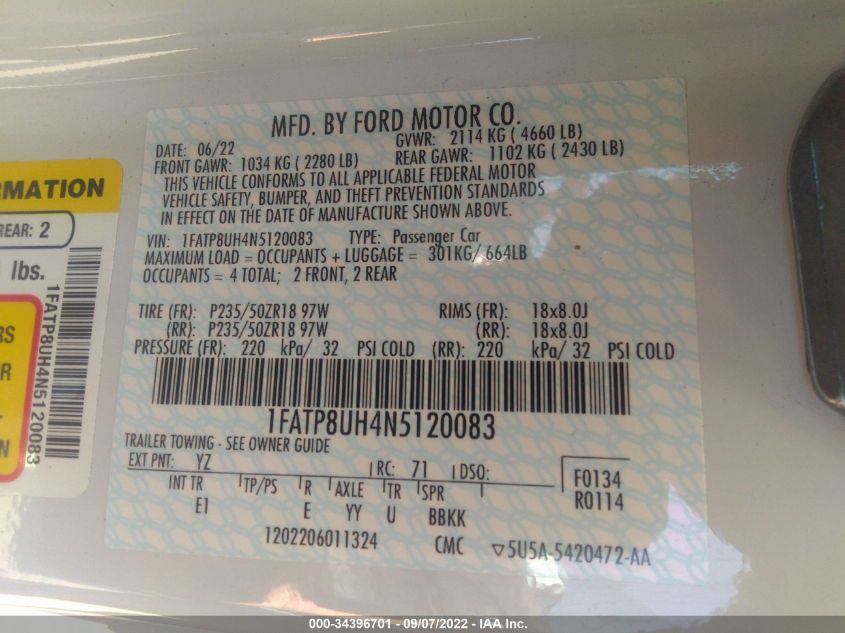 MFD. BY FORD MOTOR CO.
DATE: 06/22 GVWR: 2114 KG ( 4660 LB)
FRONT GAWR: 1034 KG ( 2280 LB) REAR GAWR: 1102 KG ( 2430 LB)
THIS VEHICLE CONFORMS TO ALL APPLICABLE FEDERAL MOTOR
VEHICLE SAFETY, BUMPER, AND THEFT PREVENTION STANDARDS
IN EFFECT ON THE DATE OF MANUFACTURE SHOWN ABOVE.
VIN: 1FATP8UH4N5120083 TYPE: Passenger Car
MAXIMUM LOAD = OCCUPANTS + LUGGAGE = 301KG/ 664LB
OCCUPANTS = 4 TOTAL; 2 FRONT, 2 REAR
TIRE (FR): P235/50ZR18 97W RIMS (FR): 18x8.0J
(RR): P235/50ZR18 97W (RR): 18x8.0J
PRESSURE (FR): 220 kPa/ 32 PSI COLD (RR): 220 kPa/ 32 PSI COLD
1FATP8UH4N5120083
TRAILER TOWING - SEE OWNER GUIDE
EXT PNT: YZ RC: 71 DSO:
INT TR TP/PS R AXLE TR SPR
E1 E YY U BBKK
F0134
R0114
1202206011324 CMC ▽5U5A-5420472-AA
RMATION
REAR: 2
lbs.
1FATP8UH4N5120083
RS
R
N
000-34396701 - 09/07/2022 - IAA Inc.